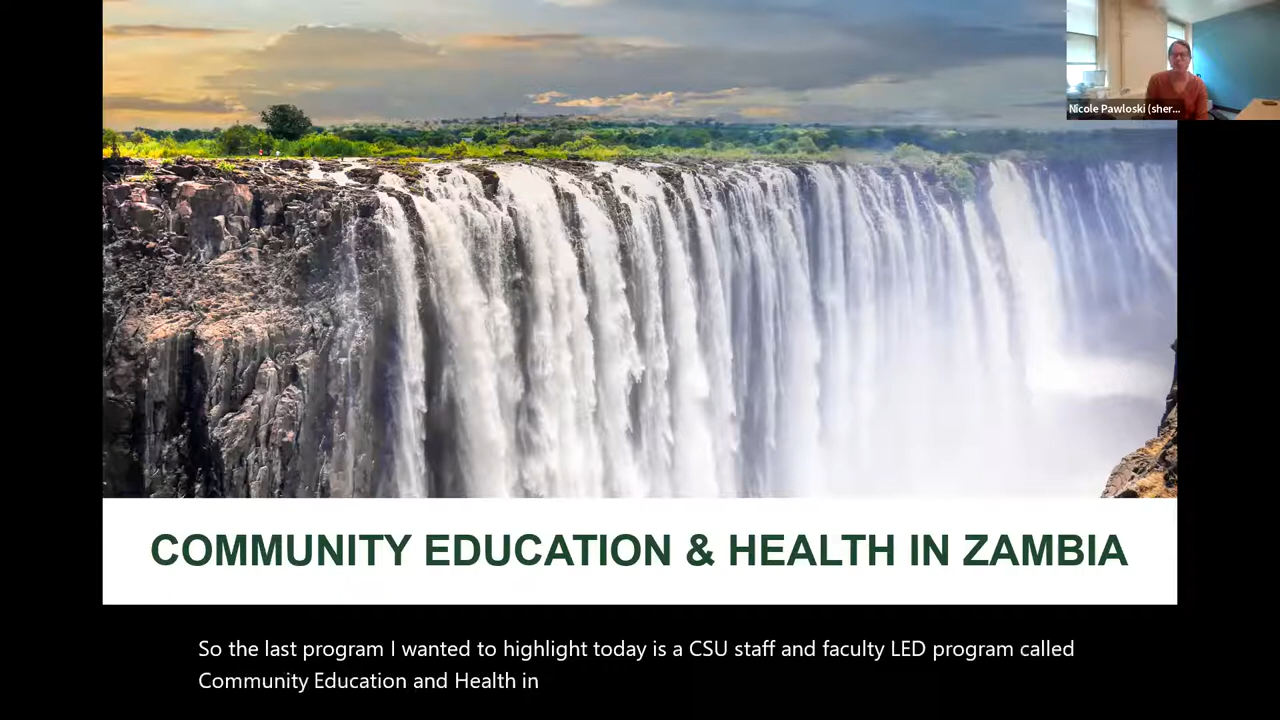 Nicole Pawloski (sher...
COMMUNITY EDUCATION & HEALTH IN ZAMBIA
So the last program I wanted to highlight today is a CSU staff and faculty LED program called
Community Education and Health in